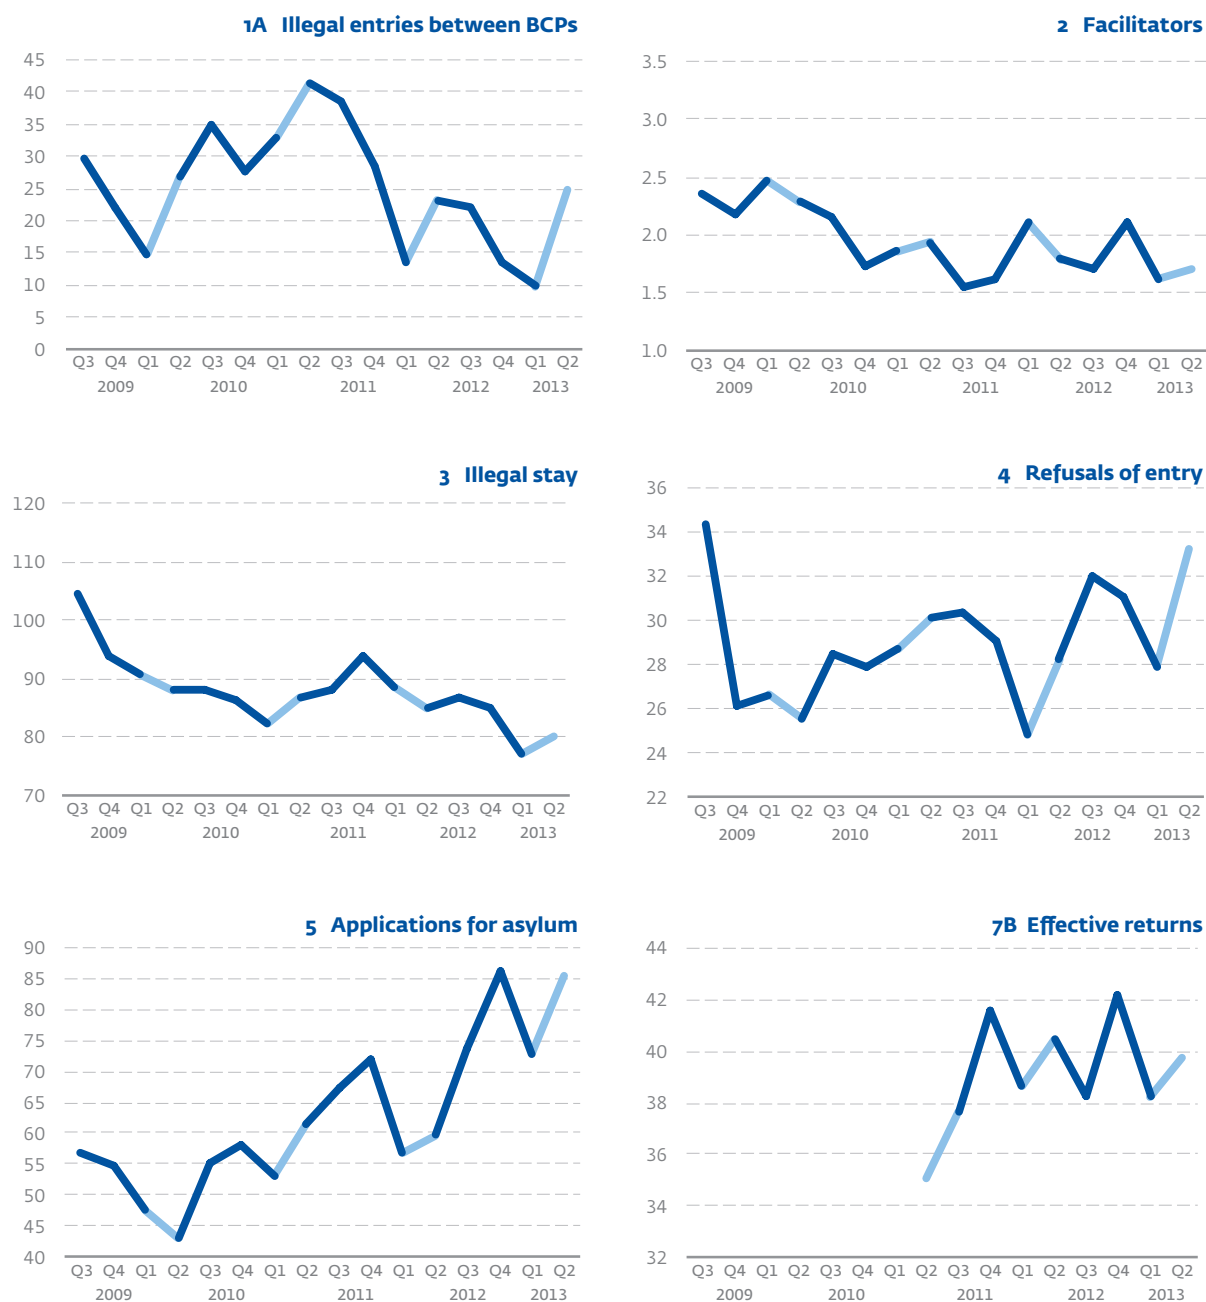 1A Illegal entries between BCPs
45
40
35
30
25
20
15
10
5
0
Q3 Q4 Q1 Q2 Q3 Q4 Q1 Q2 Q3 Q4 Q1 Q2 Q3 Q4 Q1 Q2
2009 2010 2011 2012 2013
2 Facilitators
3.5
3.0
2.5
2.0
1.5
1.0
Q3 Q4 Q1 Q2 Q3 Q4 Q1 Q2 Q3 Q4 Q1 Q2 Q3 Q4 Q1 Q2
2009 2010 2011 2012 2013
3 Illegal stay
120
110
100
90
80
70
Q3 Q4 Q1 Q2 Q3 Q4 Q1 Q2 Q3 Q4 Q1 Q2 Q3 Q4 Q1 Q2
2009 2010 2011 2012 2013
4 Refusals of entry
36
34
32
30
28
26
24
22
Q3 Q4 Q1 Q2 Q3 Q4 Q1 Q2 Q3 Q4 Q1 Q2 Q3 Q4 Q1 Q2
2009 2010 2011 2012 2013
5 Applications for asylum
90
85
80
75
70
65
60
55
50
45
40
Q3 Q4 Q1 Q2 Q3 Q4 Q1 Q2 Q3 Q4 Q1 Q2 Q3 Q4 Q1 Q2
2009 2010 2011 2012 2013
7B Effective returns
44
42
40
38
36
34
32
Q3 Q4 Q1 Q2 Q3 Q4 Q1 Q2 Q3 Q4 Q1 Q2 Q3 Q4 Q1 Q2
2009 2010 2011 2012 2013